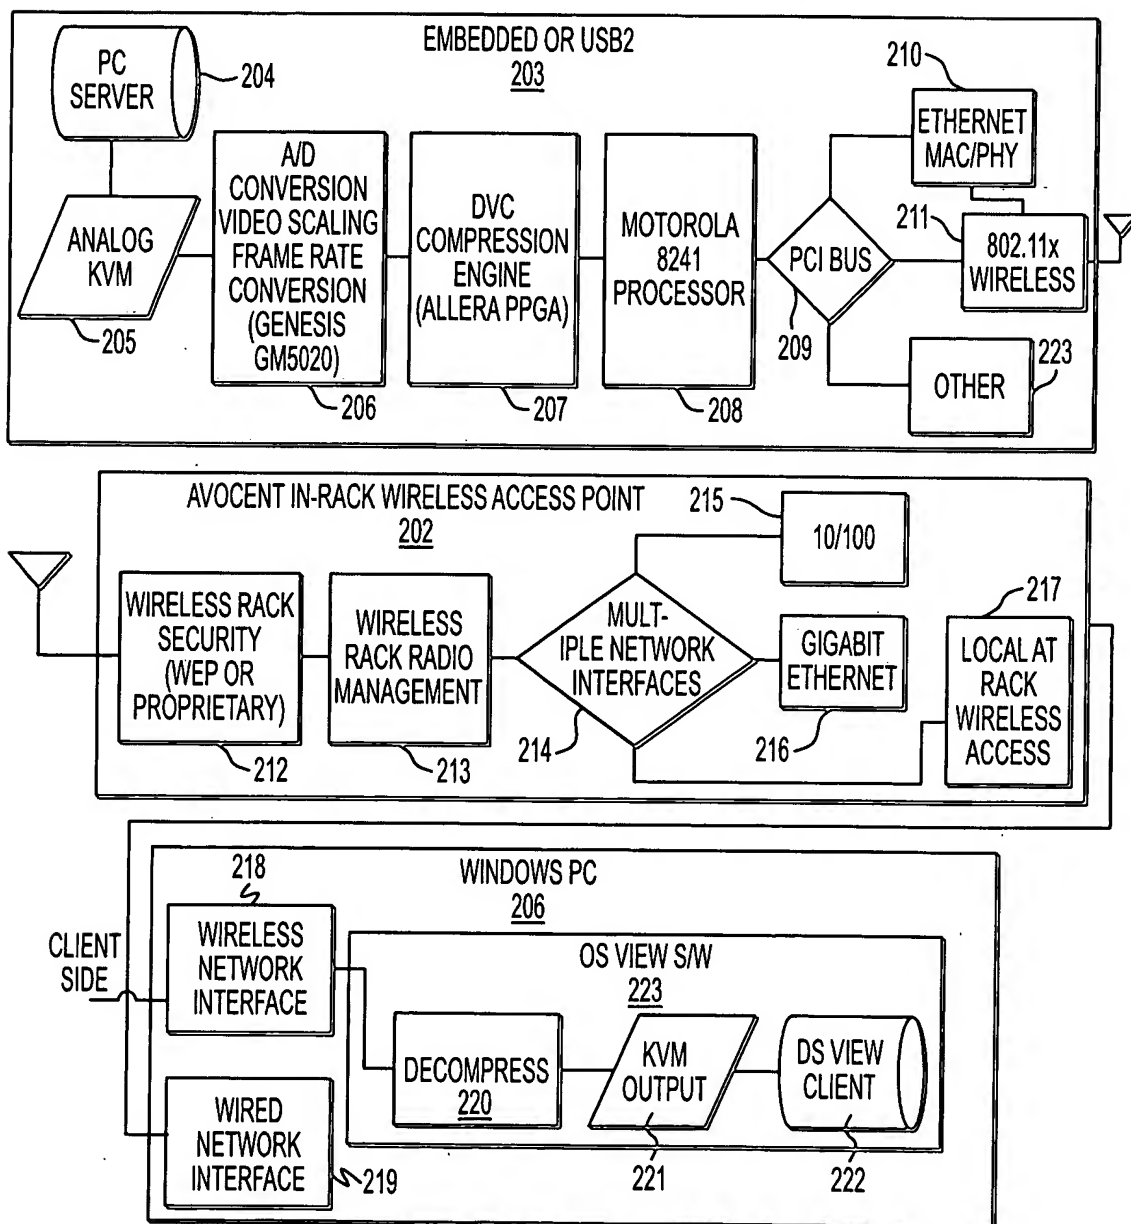 EMBEDDED OR USB2
203
PC
SERVER
204
210
ETHERNET
MAC/PHY
A/D
CONVERSION
VIDEO SCALING
FRAME RATE
CONVERSION
(GENESIS
GM5020)
206
DVC
COMPRESSION
ENGINE
(ALLERA PPGA)
207
MOTOROLA
8241
PROCESSOR
208
ANALOG
KVM
205
PCI BUS
209
211
802.11x
WIRELESS
OTHER
223
AVOCENT IN-RACK WIRELESS ACCESS POINT
202
215
10/100
WIRELESS RACK
SECURITY
(WEP OR
PROPRIETARY)
212
WIRELESS
RACK RADIO
MANAGEMENT
213
MULT-
IPLE NETWORK
INTERFACES
214
GIGABIT
ETHERNET
216
217
LOCAL AT
RACK
WIRELESS
ACCESS
WINDOWS PC
206
218
CLIENT
SIDE
WIRELESS
NETWORK
INTERFACE
OS VIEW S/W
223
DECOMPRESS
220
KVM
OUTPUT
221
DS VIEW
CLIENT
222
WIRED
NETWORK
INTERFACE
219